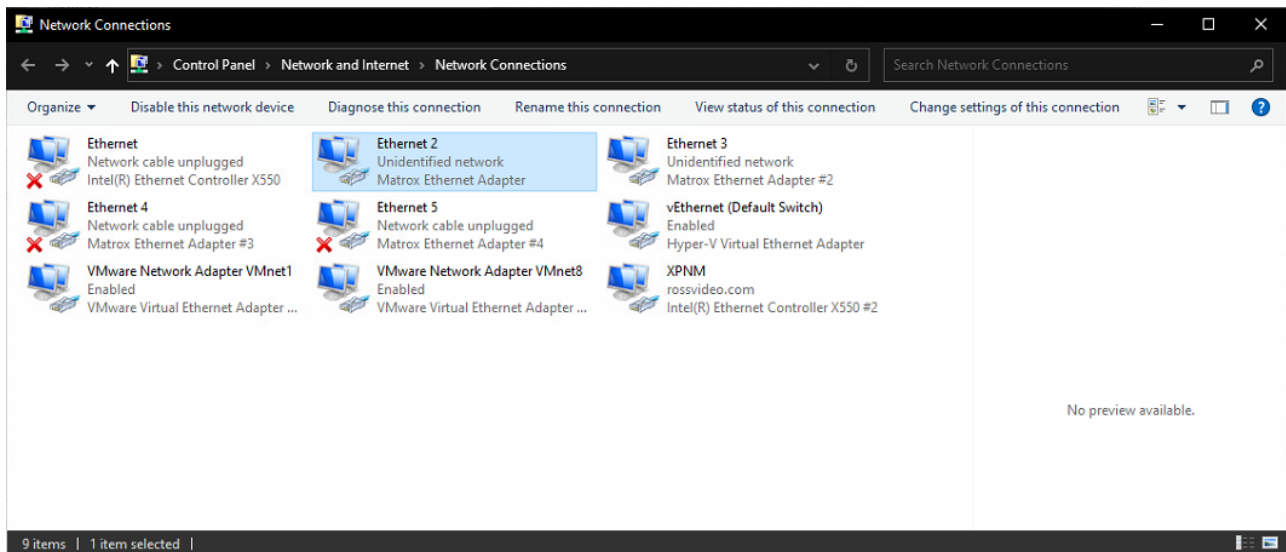 Network Connections
Control Panel > Network and Internet > Network Connections
Search Network Connections
Organize Disable this network device Diagnose this connection Rename this connection View status of this connection Change settings of this connection
Ethernet
Network cable unplugged
Intel(R) Ethernet Controller X550
Ethernet 2
Unidentified network
Matrox Ethernet Adapter
Ethernet 3
Unidentified network
Matrox Ethernet Adapter #2
Ethernet 4
Network cable unplugged
Matrox Ethernet Adapter #3
Ethernet 5
Network cable unplugged
Matrox Ethernet Adapter #4
vEthernet (Default Switch)
Enabled
Hyper-V Virtual Ethernet Adapter
VMware Network Adapter VMnet1
Enabled
VMware Virtual Ethernet Adapter ...
VMware Network Adapter VMnet8
Enabled
VMware Virtual Ethernet Adapter ...
XPNM
rossvideo.com
Intel(R) Ethernet Controller X550 #2
No preview available.
9 items | 1 item selected |